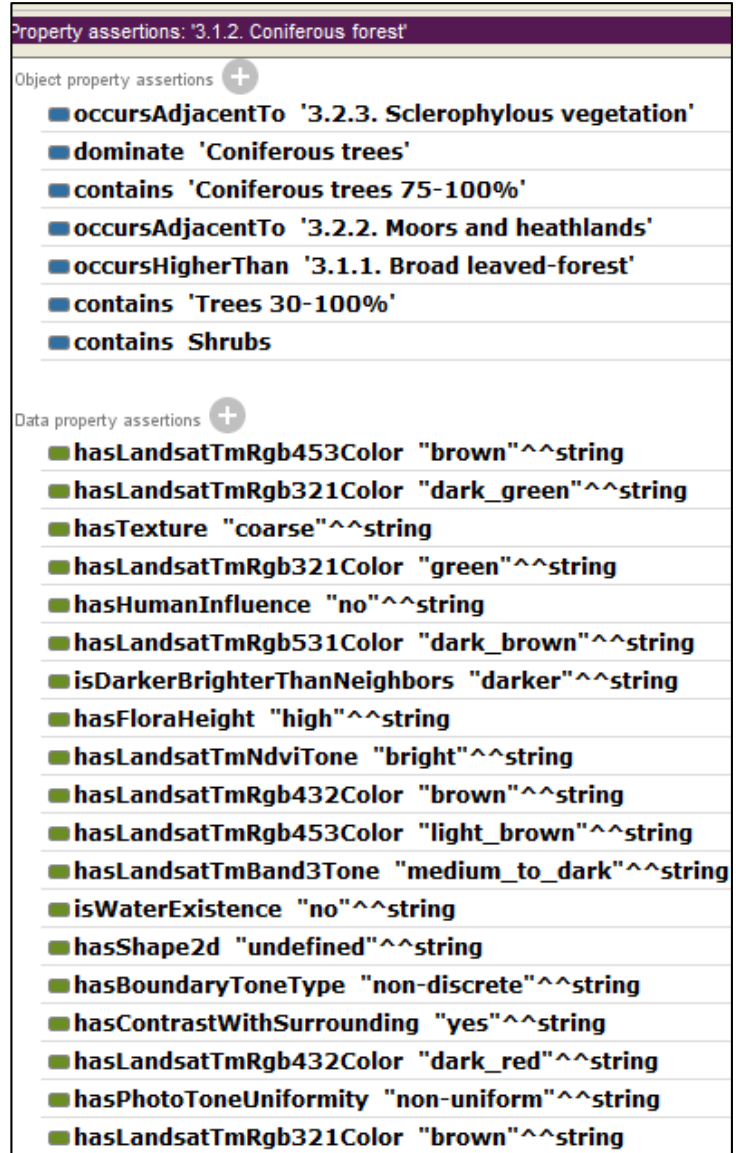 Property assertions: '3.1.2. Coniferous forest'
Object property assertions
occursAdjacentTo '3.2.3. Sclerophylous vegetation'
dominate 'Coniferous trees'
contains 'Coniferous trees 75-100%'
occursAdjacentTo '3.2.2. Moors and heathlands'
occursHigherThan '3.1.1. Broad leaved-forest'
contains 'Trees 30-100%'
contains Shrubs
Data property assertions
hasLandsatTmRgb453Color "brown"^^string
hasLandsatTmRgb321Color "dark_green"^^string
hasTexture "coarse"^^string
hasLandsatTmRgb321Color "green"^^string
hasHumanInfluence "no"^^string
hasLandsatTmRgb531Color "dark_brown"^^string
isDarkerBrighterThanNeighbors "darker"^^string
hasFloraHeight "high"^^string
hasLandsatTmNdviTone "bright"^^string
hasLandsatTmRgb432Color "brown"^^string
hasLandsatTmRgb453Color "light_brown"^^string
hasLandsatTmBand3Tone "medium_to_dark"^^string
isWaterExistence "no"^^string
hasShape2d "undefined"^^string
hasBoundaryToneType "non-discrete"^^string
hasContrastWithSurrounding "yes"^^string
hasLandsatTmRgb432Color "dark_red"^^string
hasPhotoToneUniformity "non-uniform"^^string
hasLandsatTmRgb321Color "brown"^^string